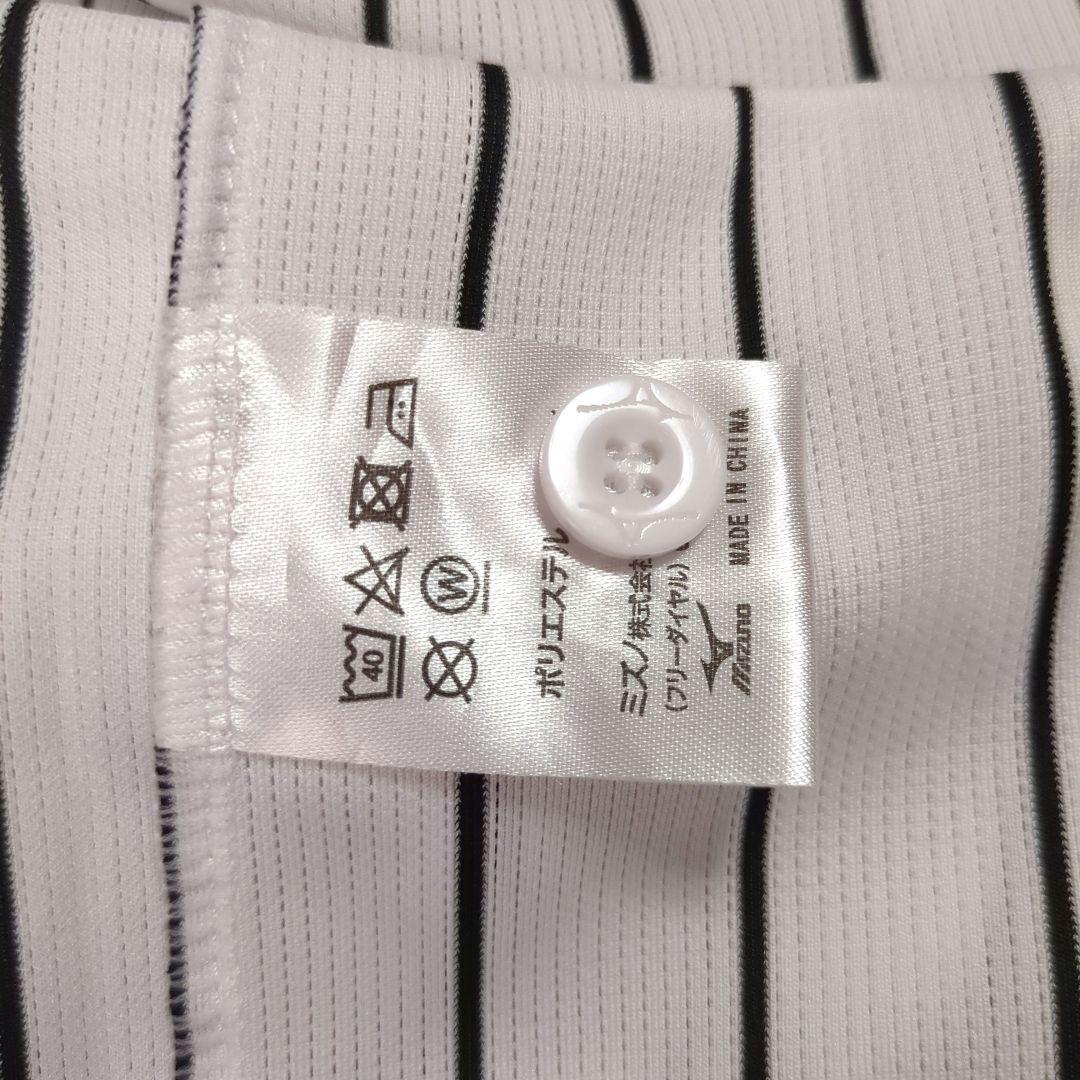 40
W
ポリエステル
ミズノ株式会社
(フリーダイヤル)
Mizuno
MADE IN CHINA